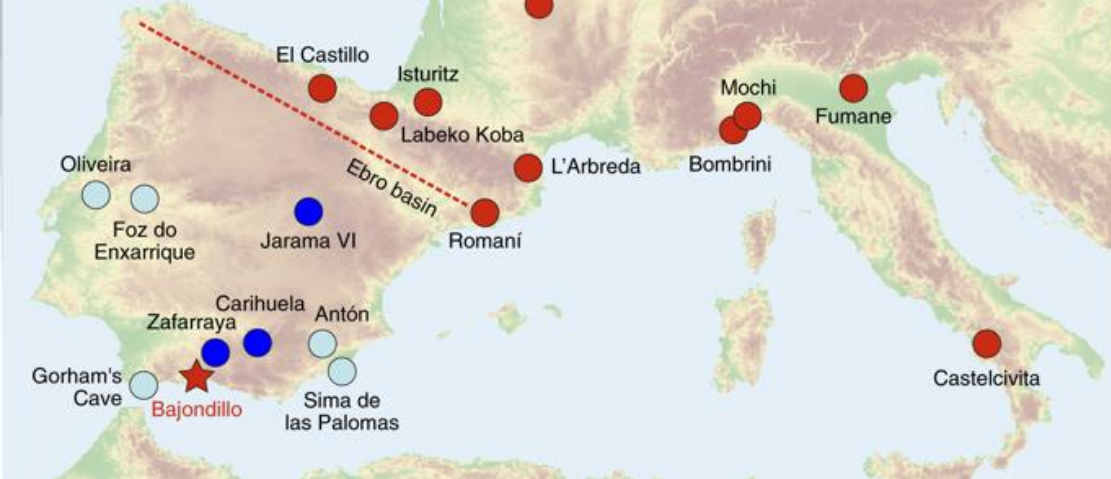 El Castillo
Isturitz
Labeko Koba
Mochi
Fumane
Bombrini
Oliveira
L'Arbreda
Ebro basin
Foz do
Enxarrique
Jarama VI
Romaní
Carihuela
Zafarraya
Antón
Gorham's
Cave
Bajondillo
Sima de
las Palomas
Castelcivita